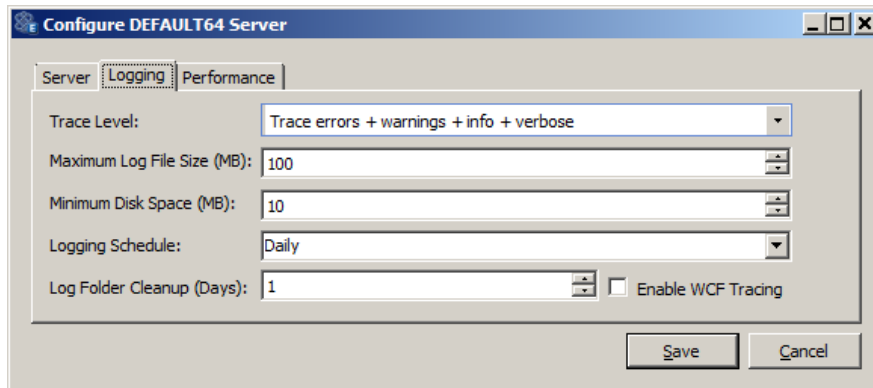 Configure DEFAULT64 Server
Server Logging Performance
Trace Level: Trace errors + warnings + info + verbose
Maximum Log File Size (MB): 100
Minimum Disk Space (MB): 10
Logging Schedule: Daily
Log Folder Cleanup (Days): 1 Enable WCF Tracing
Save Cancel